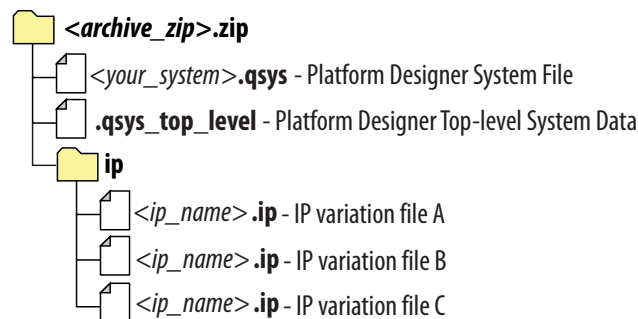 <archive_zip>.zip
<your_system>.qsys - Platform Designer System File
.qsys_top_level - Platform Designer Top-level System Data
ip
<ip_name>.ip - IP variation file A
<ip_name>.ip - IP variation file B
<ip_name>.ip - IP variation file C